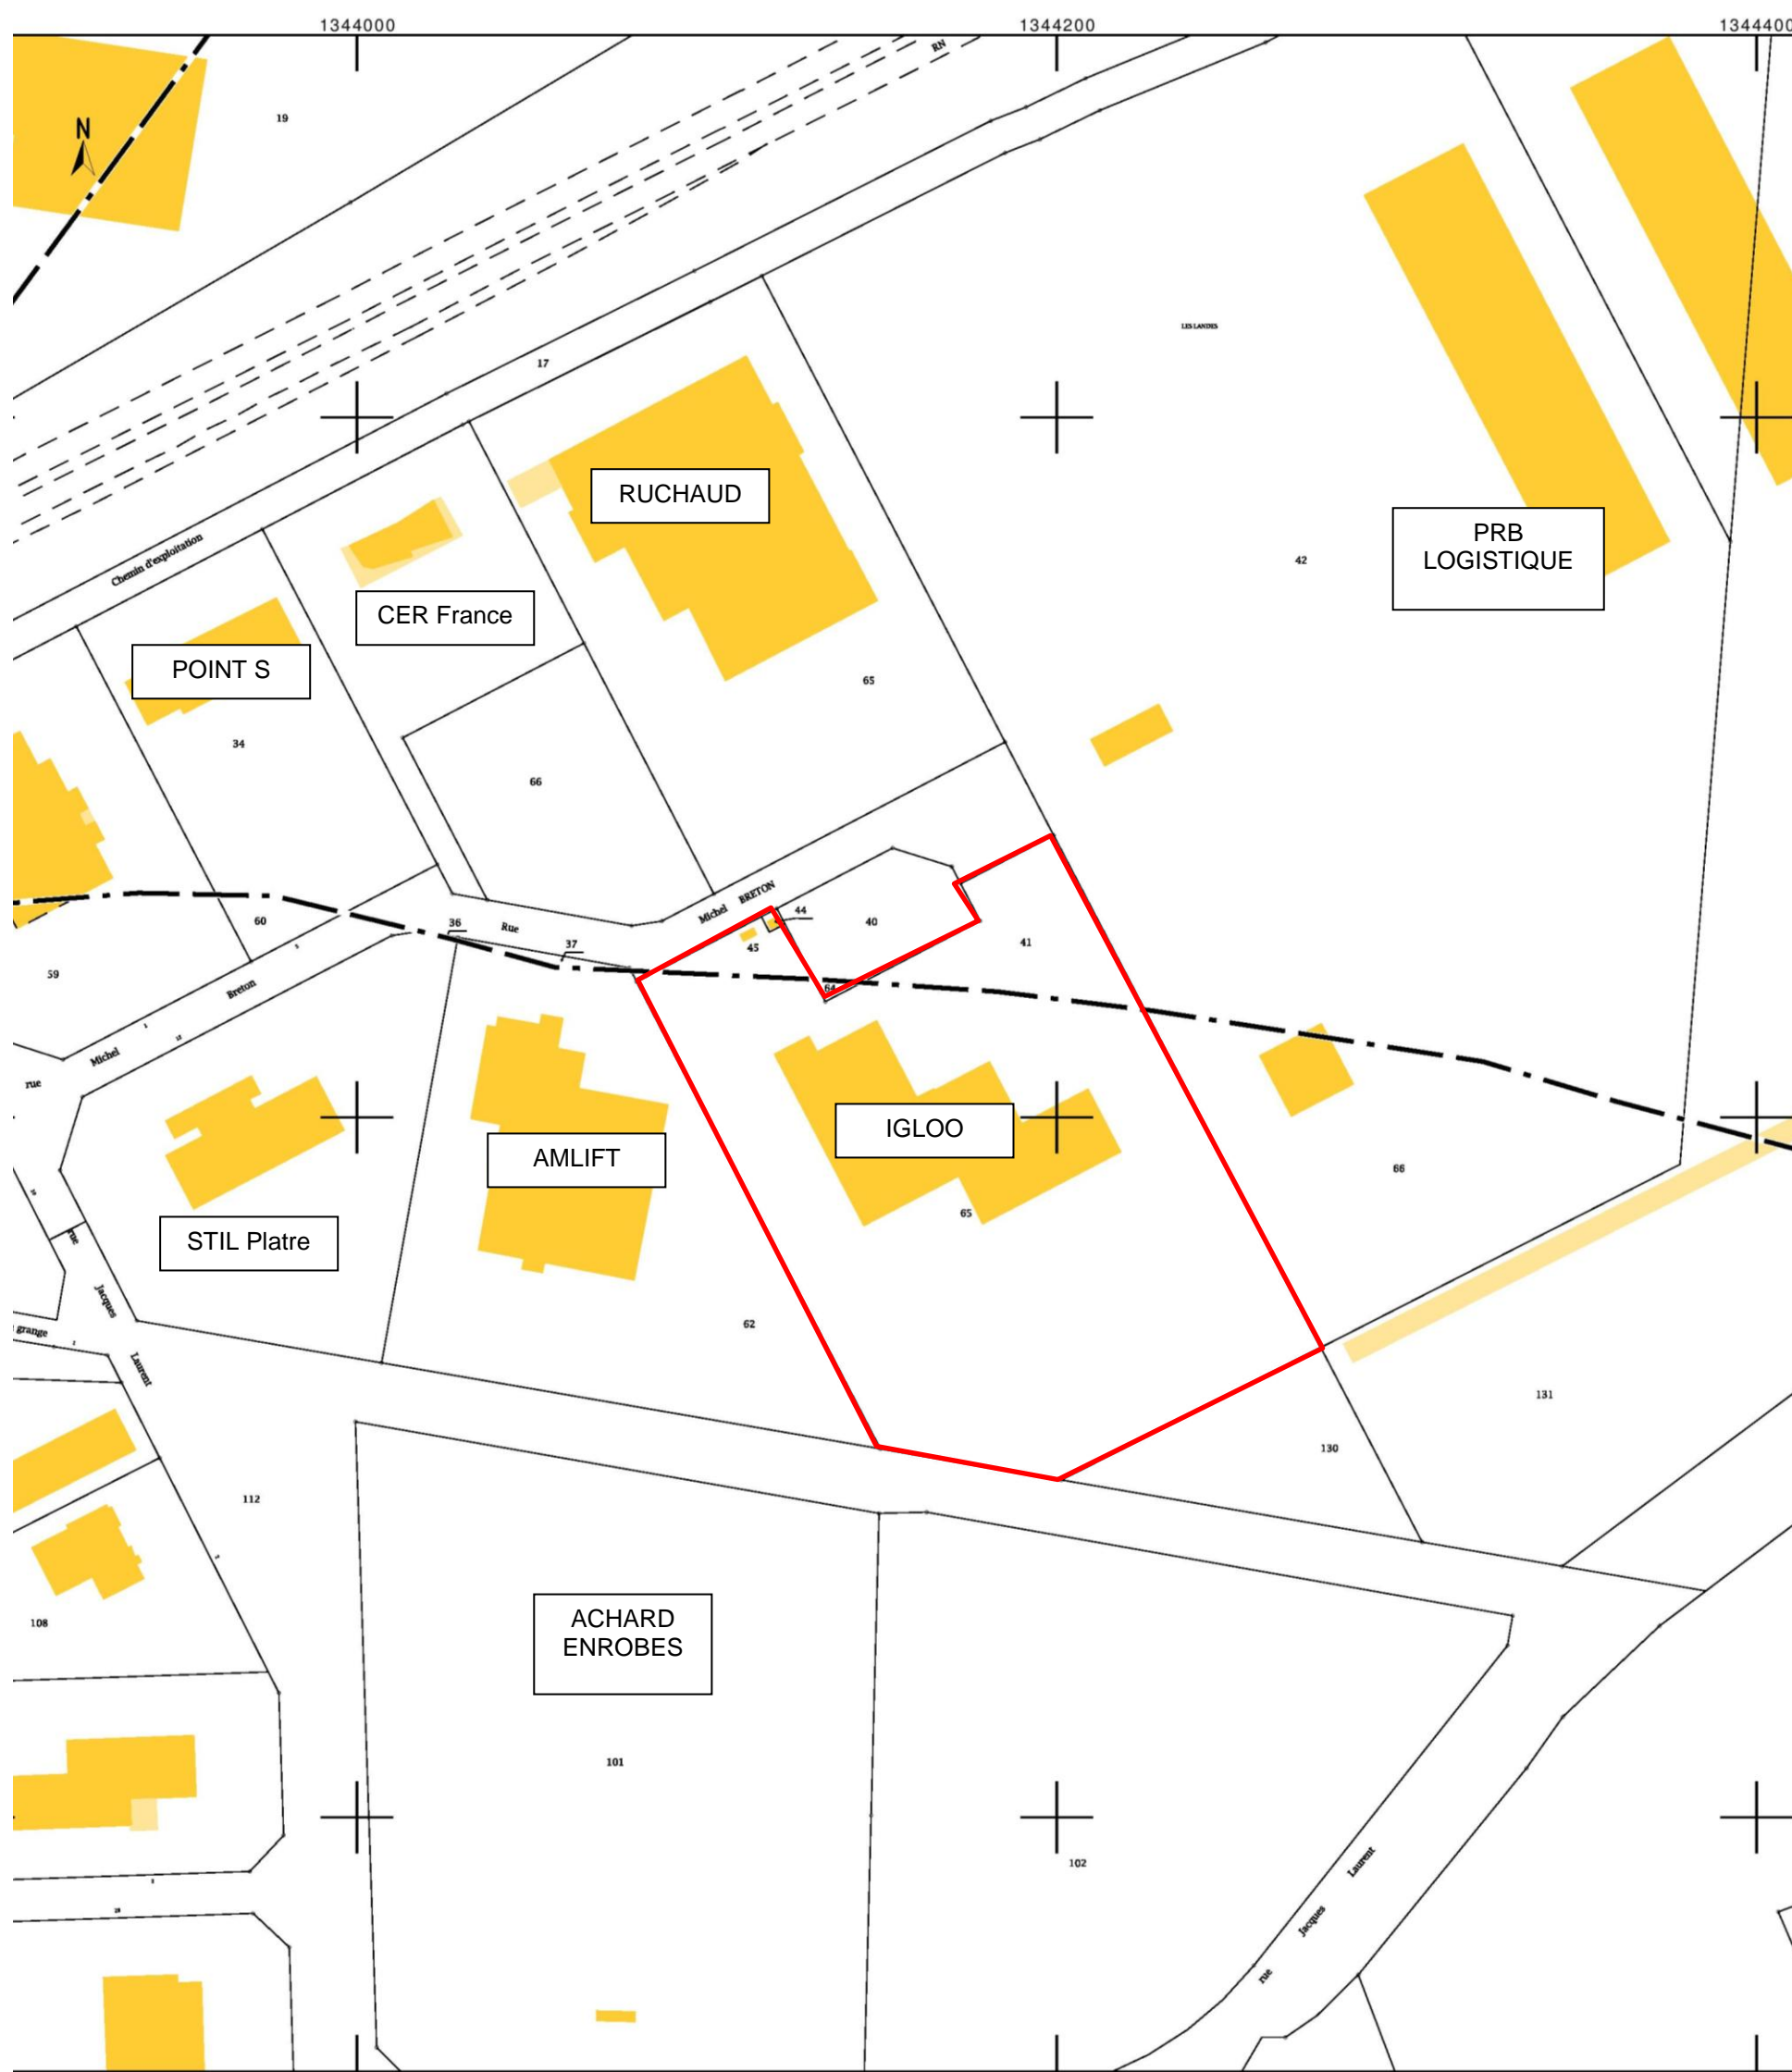 1344000
1344200
1344400
RN
N
19
LES LANDES
17
RUCHAUD
PRB
LOGISTIQUE
42
Chemin d'exploitation
CER France
POINT S
65
34
66
Michel BRETON
44
40
60
36
Rue
37
45
41
59
64
Breton
Michel
rue
IGLOO
AMLIFT
66
65
STIL Platre
rue
Jacques
62
grange
Laurent
131
130
112
ACHARD
ENROBES
108
101
102
Laurent
Jacques
rue